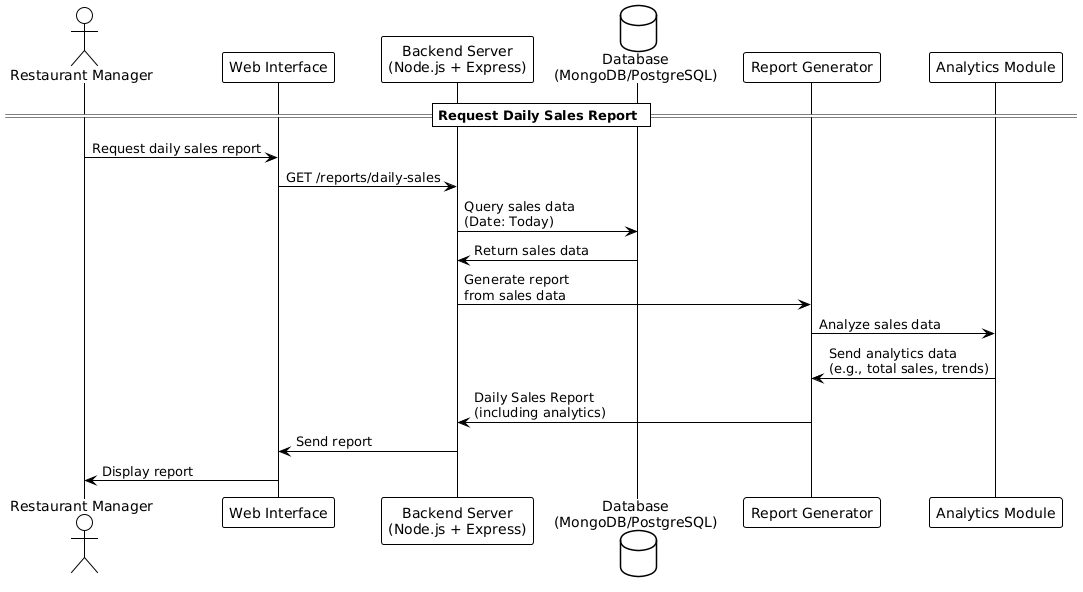 Restaurant Manager
Web Interface
Backend Server
(Node.js + Express)
Database
(MongoDB/PostgreSQL)
Report Generator
Analytics Module
Request Daily Sales Report
Request daily sales report
GET /reports/daily-sales
Query sales data
(Date: Today)
Return sales data
Generate report
from sales data
Analyze sales data
Send analytics data
(e.g., total sales, trends)
Daily Sales Report
(including analytics)
Send report
Display report
Restaurant Manager
Web Interface
Backend Server
(Node.js + Express)
Database
(MongoDB/PostgreSQL)
Report Generator
Analytics Module